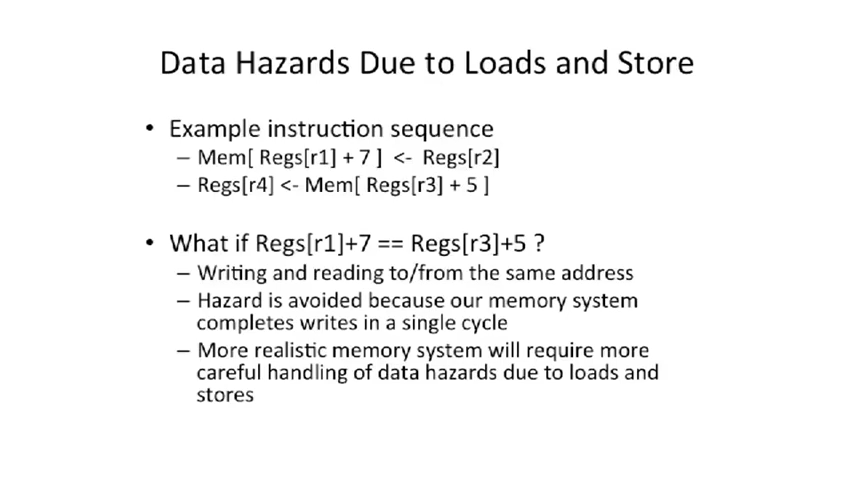 Data Hazards Due to Loads and Store
• Example instruction sequence
– Mem[ Regs[r1] + 7 ] <- Regs[r2]
– Regs[r4] <- Mem[ Regs[r3] + 5 ]
• What if Regs[r1]+7 == Regs[r3]+5 ?
– Writing and reading to/from the same address
– Hazard is avoided because our memory system
completes writes in a single cycle
– More realistic memory system will require more
careful handling of data hazards due to loads and
stores